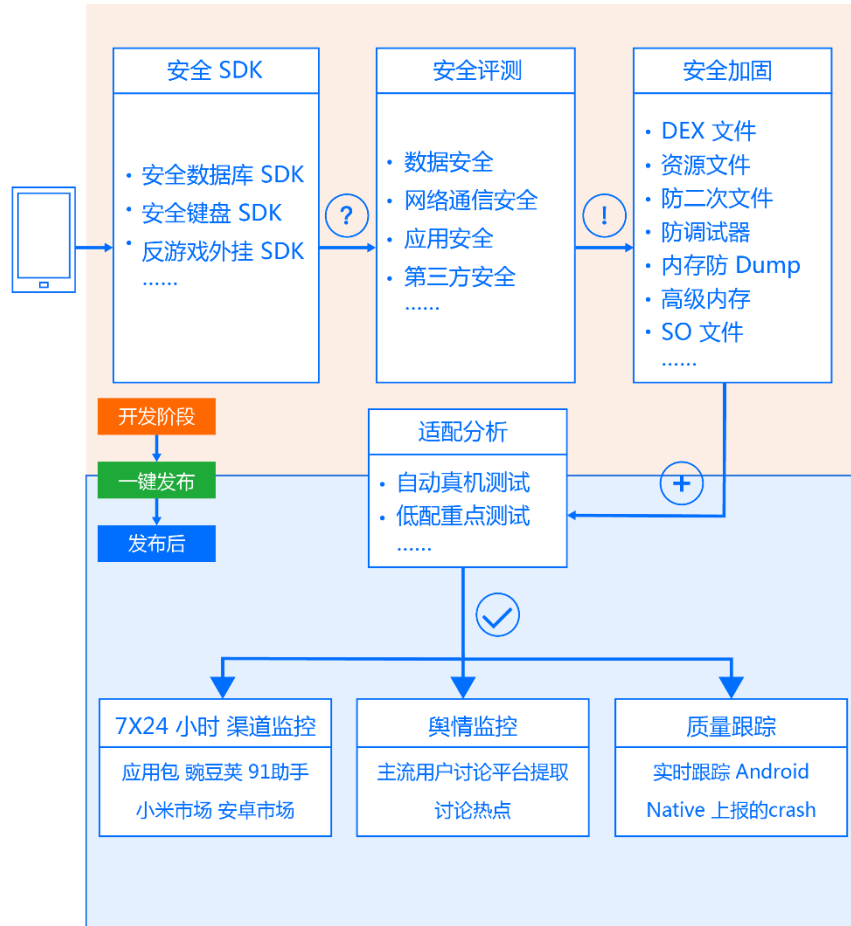 安全 SDK
· 安全数据库 SDK
· 安全键盘 SDK
· 反游戏外挂 SDK
......
?
安全评测
· 数据安全
· 网络通信安全
· 应用安全
· 第三方安全
......
!
安全加固
· DEX 文件
· 资源文件
· 防二次文件
· 防调试器
· 内存防 Dump
· 高级内存
· SO 文件
......
开发阶段
一键发布
发布后
适配分析
· 自动真机测试
· 低配重点测试
......
+
7X24 小时 渠道监控
应用包 豌豆荚 91助手
小米市场 安卓市场
舆情监控
主流用户讨论平台提取
讨论热点
质量跟踪
实时跟踪 Android
Native 上报的crash